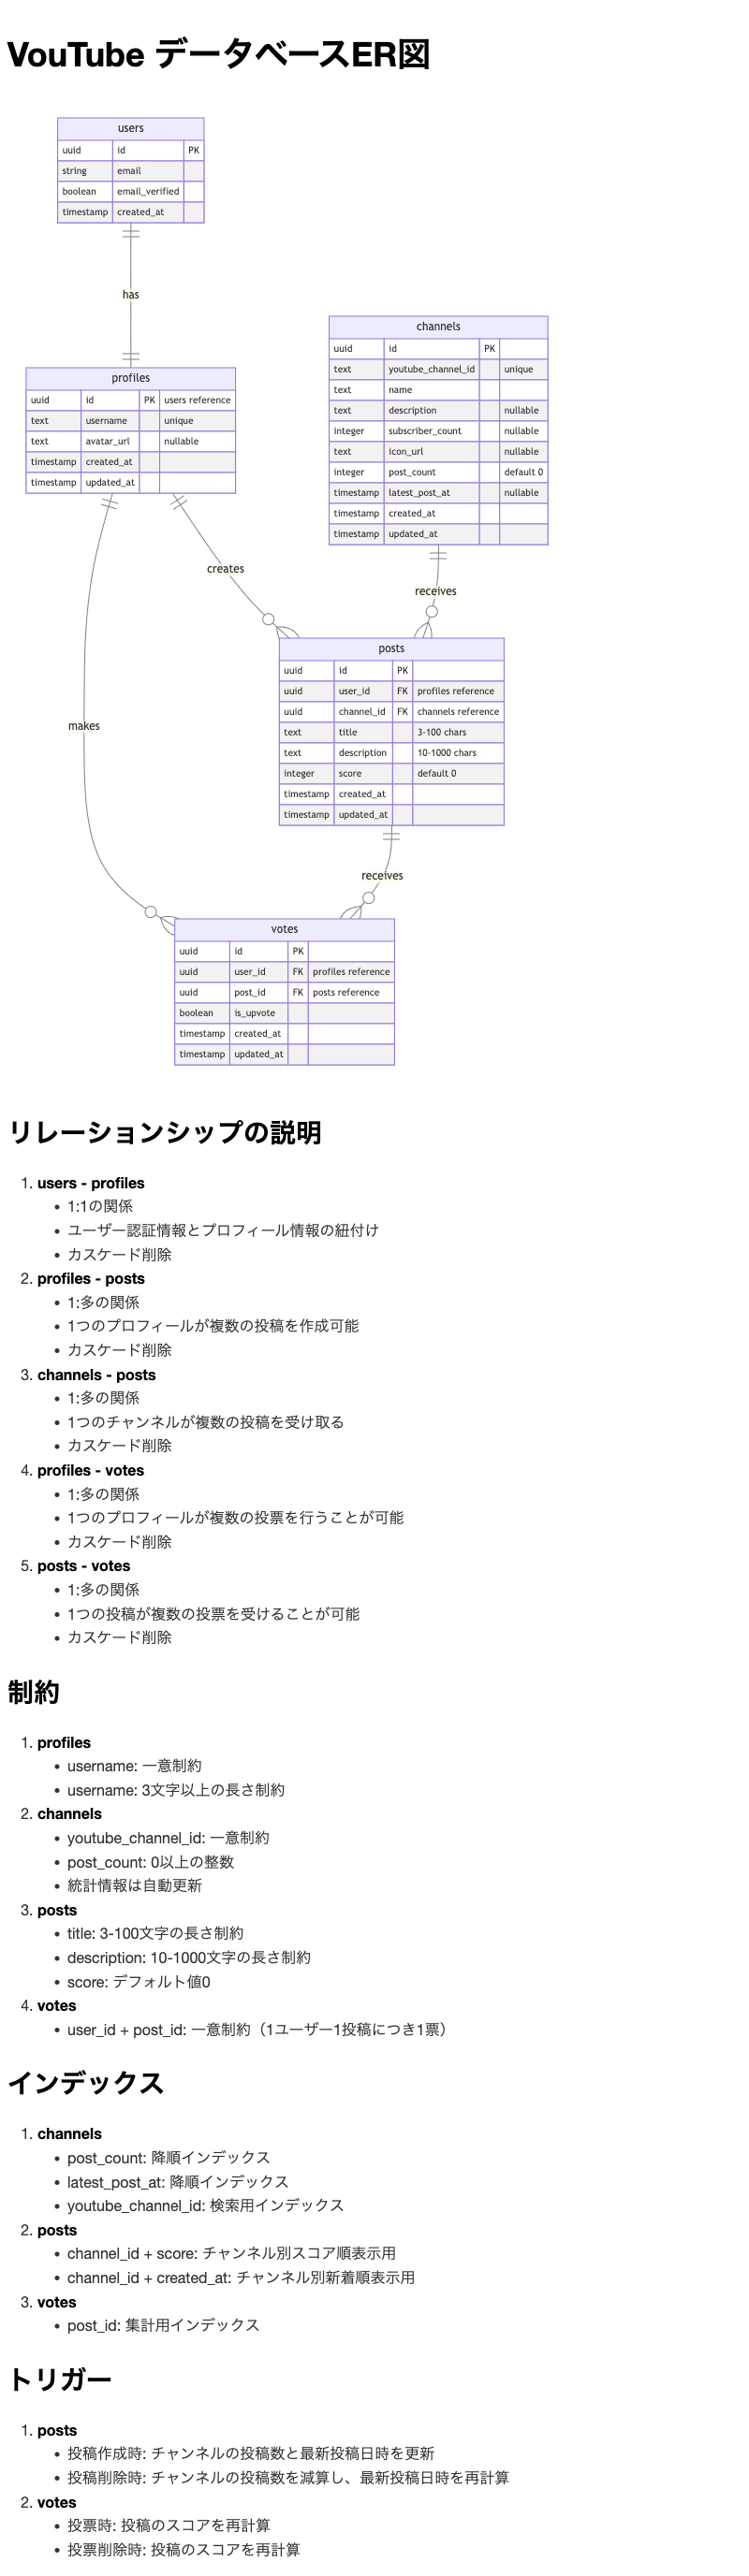 VouTube データベースER図
users
uuid id PK
string email
boolean email_verified
timestamp created_at
has
profiles
uuid id PK users reference
text username unique
text avatar_url nullable
timestamp created_at
timestamp updated_at
channels
uuid id PK
text youtube_channel_id unique
text name
text description nullable
integer subscriber_count nullable
text icon_url nullable
integer post_count default 0
timestamp latest_post_at nullable
timestamp created_at
timestamp updated_at
creates
receives
posts
uuid id PK
uuid user_id FK profiles reference
uuid channel_id FK channels reference
text title 3-100 chars
text description 10-1000 chars
integer score default 0
timestamp created_at
timestamp updated_at
makes
receives
votes
uuid id PK
uuid user_id FK profiles reference
uuid post_id FK posts reference
boolean is_upvote
timestamp created_at
timestamp updated_at
リレーションシップの説明
1. users - profiles
• 1:1の関係
• ユーザー認証情報とプロフィール情報の紐付け
• カスケード削除
2. profiles - posts
• 1:多の関係
• 1つのプロフィールが複数の投稿を作成可能
• カスケード削除
3. channels - posts
• 1:多の関係
• 1つのチャンネルが複数の投稿を受け取る
• カスケード削除
4. profiles - votes
• 1:多の関係
• 1つのプロフィールが複数の投票を行うことが可能
• カスケード削除
5. posts - votes
• 1:多の関係
• 1つの投稿が複数の投票を受けることが可能
• カスケード削除
制約
1. profiles
• username: 一意制約
• username: 3文字以上の長さ制約
2. channels
• youtube_channel_id: 一意制約
• post_count: 0以上の整数
• 統計情報は自動更新
3. posts
• title: 3-100文字の長さ制約
• description: 10-1000文字の長さ制約
• score: デフォルト値0
4. votes
• user_id + post_id: 一意制約（1ユーザー1投稿につき1票）
インデックス
1. channels
• post_count: 降順インデックス
• latest_post_at: 降順インデックス
• youtube_channel_id: 検索用インデックス
2. posts
• channel_id + score: チャンネル別スコア順表示用
• channel_id + created_at: チャンネル別新着順表示用
3. votes
• post_id: 集計用インデックス
トリガー
1. posts
• 投稿作成時: チャンネルの投稿数と最新投稿日時を更新
• 投稿削除時: チャンネルの投稿数を減算し、最新投稿日時を再計算
2. votes
• 投票時: 投稿のスコアを再計算
• 投票削除時: 投稿のスコアを再計算